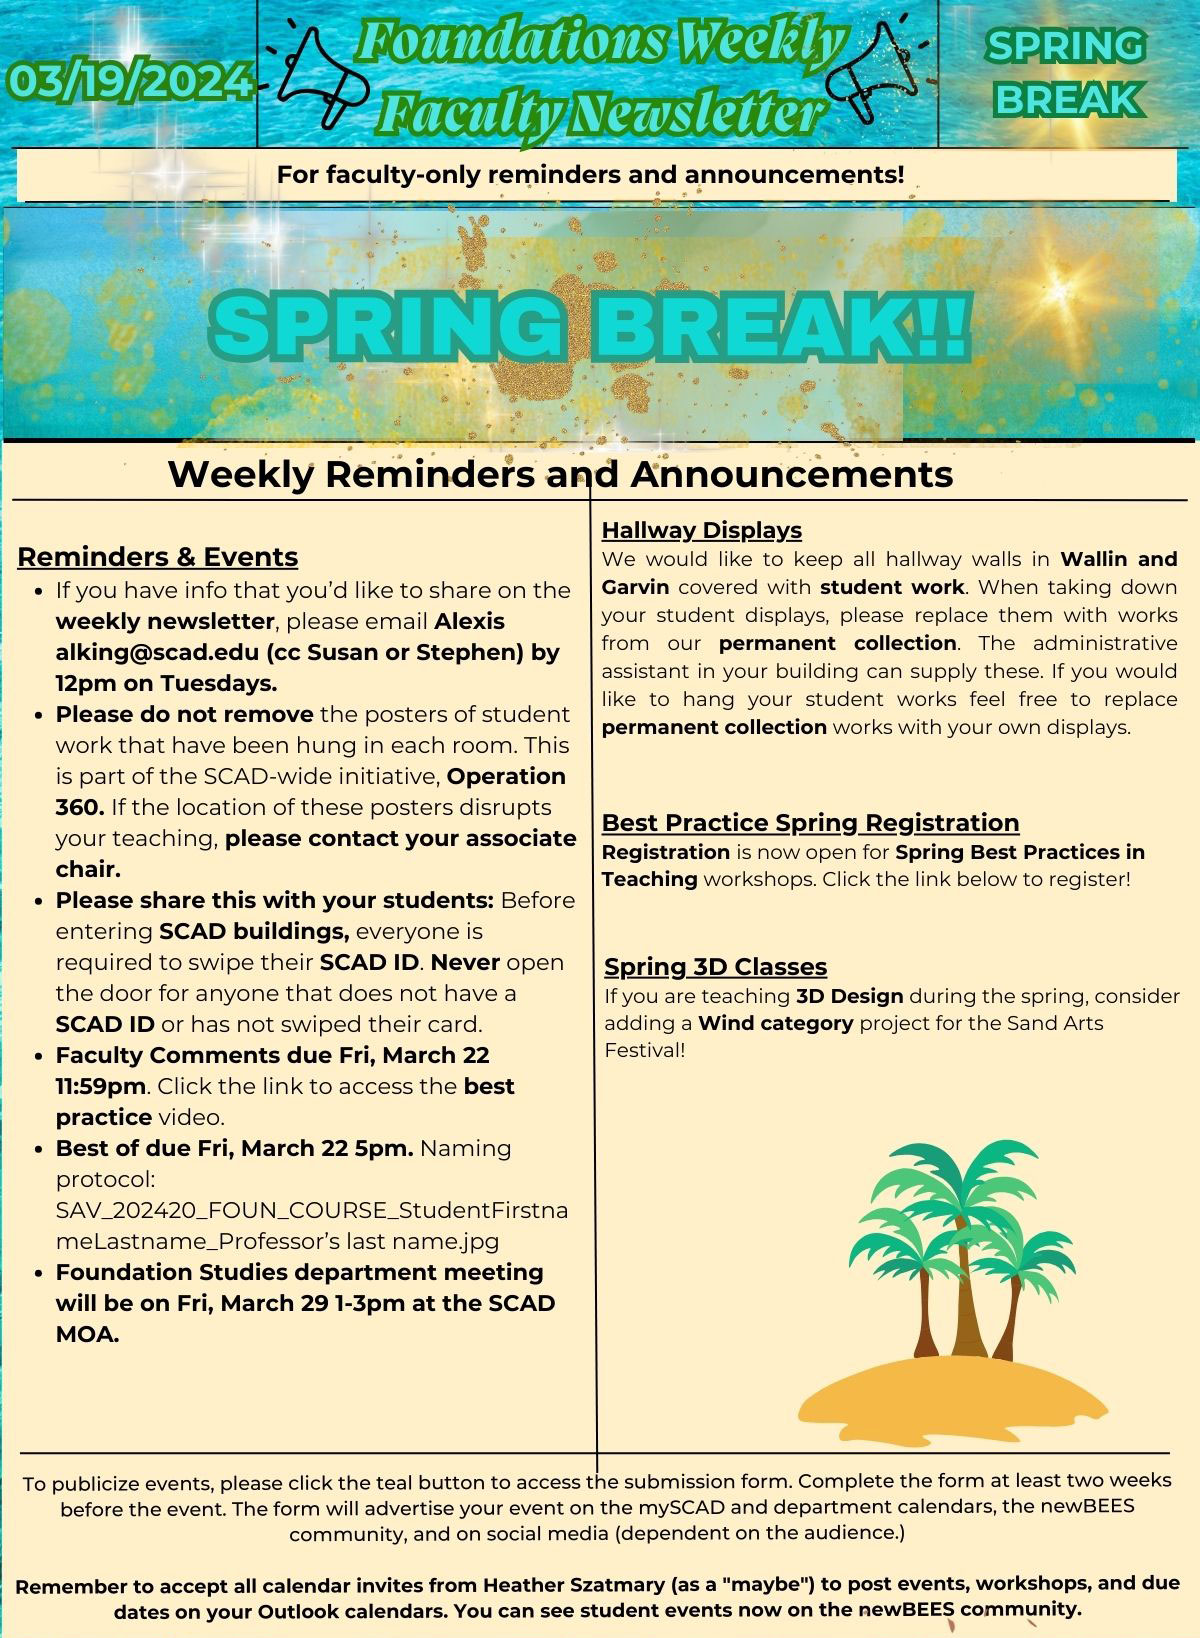 03/19/2024
Foundations Weekly
Faculty Newsletter
SPRING
BREAK
For faculty-only reminders and announcements!
SPRING BREAK!!
Weekly Reminders and Announcements
Reminders & Events
• If you have info that you’d like to share on the
weekly newsletter, please email Alexis
alking@scad.edu (cc Susan or Stephen) by
12pm on Tuesdays.
• Please do not remove the posters of student
work that have been hung in each room. This
is part of the SCAD-wide initiative, Operation
360. If the location of these posters disrupts
your teaching, please contact your associate
chair.
• Please share this with your students: Before
entering SCAD buildings, everyone is
required to swipe their SCAD ID. Never open
the door for anyone that does not have a
SCAD ID or has not swiped their card.
• Faculty Comments due Fri, March 22
11:59pm. Click the link to access the best
practice video.
• Best of due Fri, March 22 5pm. Naming
protocol:
SAV_202420_FOUN_COURSE_StudentFirstna
meLastname_Professor’s last name.jpg
• Foundation Studies department meeting
will be on Fri, March 29 1-3pm at the SCAD
MOA.
Hallway Displays
We would like to keep all hallway walls in Wallin and
Garvin covered with student work. When taking down
your student displays, please replace them with works
from our permanent collection. The administrative
assistant in your building can supply these. If you would
like to hang your student works feel free to replace
permanent collection works with your own displays.
Best Practice Spring Registration
Registration is now open for Spring Best Practices in
Teaching workshops. Click the link below to register!
Spring 3D Classes
If you are teaching 3D Design during the spring, consider
adding a Wind category project for the Sand Arts
Festival!
To publicize events, please click the teal button to access the submission form. Complete the form at least two weeks
before the event. The form will advertise your event on the mySCAD and department calendars, the newBEES
community, and on social media (dependent on the audience.)
Remember to accept all calendar invites from Heather Szatmary (as a "maybe") to post events, workshops, and due
dates on your Outlook calendars. You can see student events now on the newBEES community.